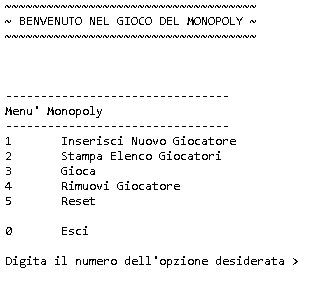 ~~~~~~~~~~~~~~~~~~~~~~~~~~~~~~~~~~~~
~ BENVENUTO NEL GIOCO DEL MONOPOLY ~
~~~~~~~~~~~~~~~~~~~~~~~~~~~~~~~~~~~~
--------------------------------
Menu' Monopoly
--------------------------------
1 Inserisci Nuovo Giocatore
2 Stampa Elenco Giocatori
3 Gioca
4 Rimuovi Giocatore
5 Reset
0 Esci
Digita il numero dell'opzione desiderata >